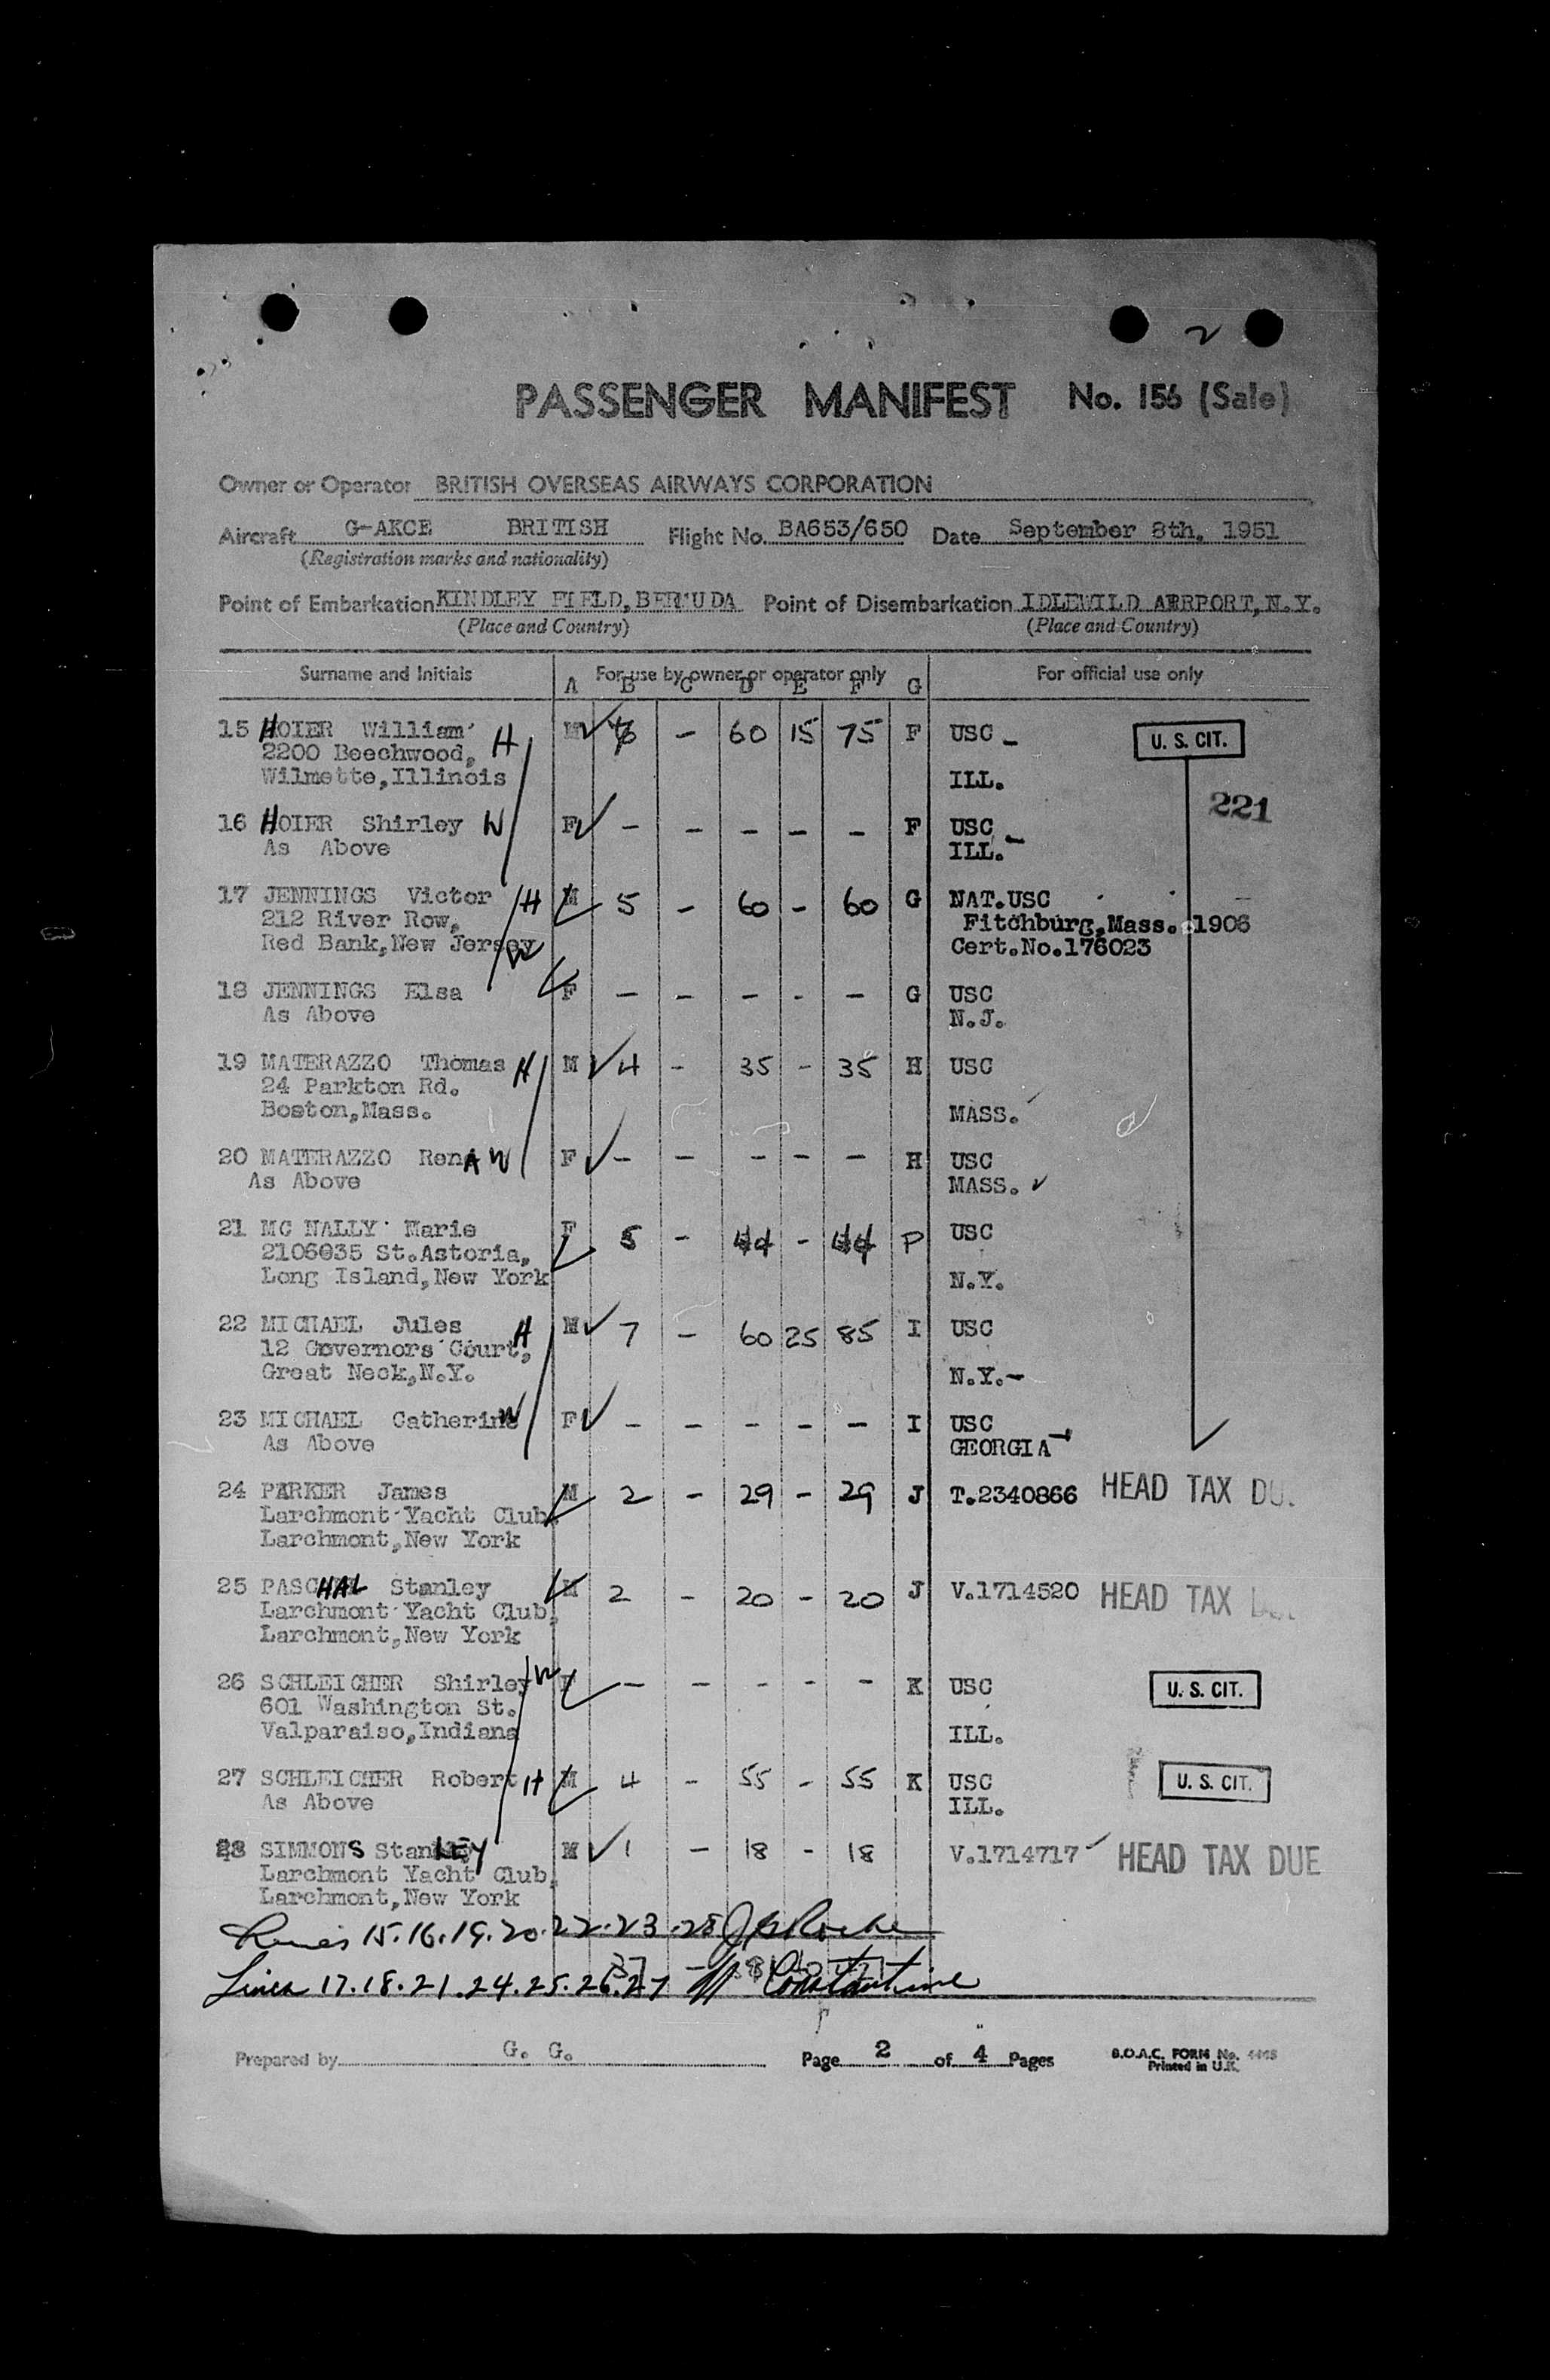 2
PASSENGER MANIFEST No. 156 (Sale)
Owner or Operator BRITISH OVERSEAS AIRWAYS CORPORATION
Aircraft G-AKCE BRITISH Flight No. BA653/650 Date September 8th, 1951
(Registration marks and nationality)
Point of Embarkation KINDLEY FIELD, BERMUDA Point of Disembarkation IDLEWILD AIRPORT, N.Y.
(Place and Country) (Place and Country)
Surname and Initials For use by owner or operator only For official use only
A B C D E F G
15 HOIER William H M 6 - 60 15 75 F USC - U. S. CIT.
2200 Beechwood,
Wilmette, Illinois ILL.
221
16 HOIER Shirley W F - - - - - F USC
As Above ILL. -
17 JENNINGS Victor H M 5 - 60 - 60 G NAT.USC
212 River Row, Fitchburg, Mass. 1906
Red Bank, New Jersey W Cert.No.176023
18 JENNINGS Elsa F - - - - - G USC
As Above N.J.
19 MATERAZZO Thomas H M 4 - 35 - 35 H USC
24 Parkton Rd.
Boston, Mass. MASS.
20 MATERAZZO RenA W F - - - - - H USC
As Above MASS.
21 MC NALLY Marie F 5 - 44 - 44 P USC
2106035 St. Astoria,
Long Island, New York N.Y.
22 MICHAEL Jules H M 7 - 60 25 85 I USC
12 Governors Court,
Great Neck, N.Y. N.Y. -
23 MICHAEL Catherine W F - - - - - I USC
As Above GEORGIA
24 PARKER James M 2 - 29 - 29 J T.2340866 HEAD TAX DU
Larchmont Yacht Club,
Larchmont, New York
25 PASCHAL Stanley M 2 - 20 - 20 J V.1714520 HEAD TAX
Larchmont Yacht Club,
Larchmont, New York
26 SCHLEICHER Shirley W F - - - - - K USC U. S. CIT.
601 Washington St.
Valparaiso, Indiana ILL.
27 SCHLEICHER Robert H M 4 - 55 - 55 K USC U. S. CIT.
As Above ILL.
28 SIMMONS StanLEY M 1 - 18 - 18 V.1714717 HEAD TAX DUE
Larchmont Yacht Club,
Larchmont, New York
Lines 15.16.19.20.22.23.28
37
Lines 17.18.21.24.25.26.27 Constantine
Prepared by G. G. Page 2 of 4 Pages B.O.A.C. FORM No.
Printed in U.K.